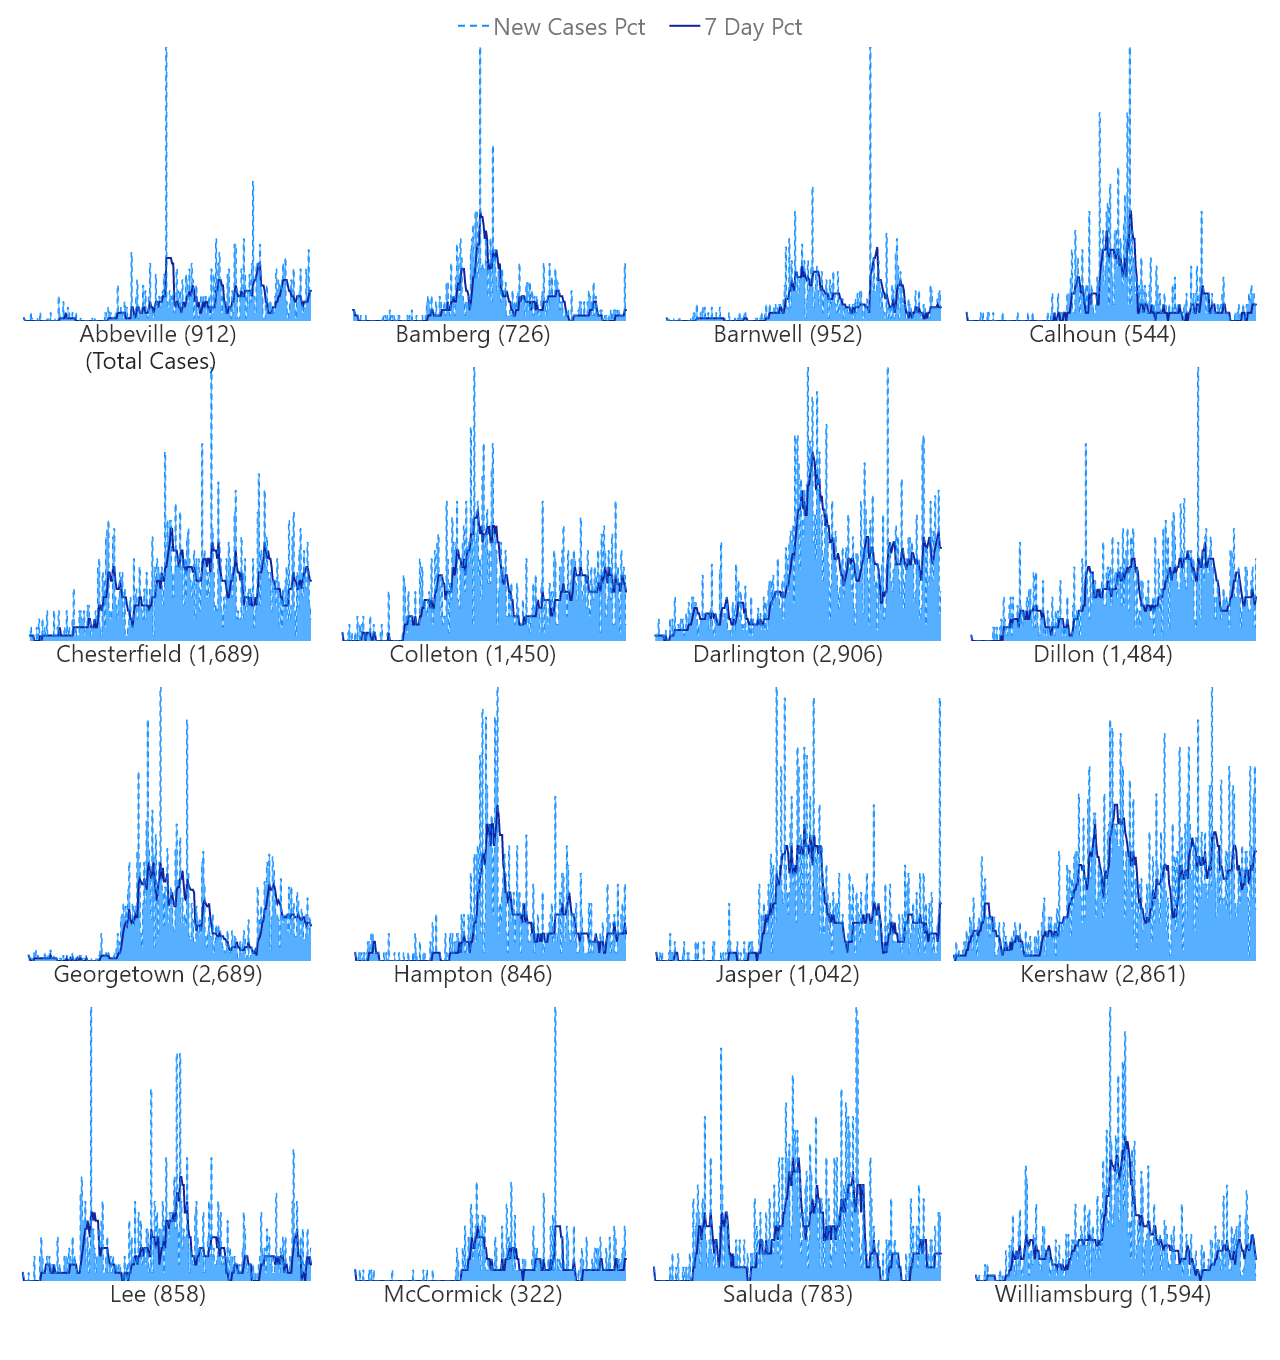 New Cases Pct 7 Day Pct
Abbeville (912) Bamberg (726) Barnwell (952) Calhoun (544)
(Total Cases)
Chesterfield (1,689) Colleton (1,450) Darlington (2,906) Dillon (1,484)
Georgetown (2,689) Hampton (846) Jasper (1,042) Kershaw (2,861)
Lee (858) McCormick (322) Saluda (783) Williamsburg (1,594)